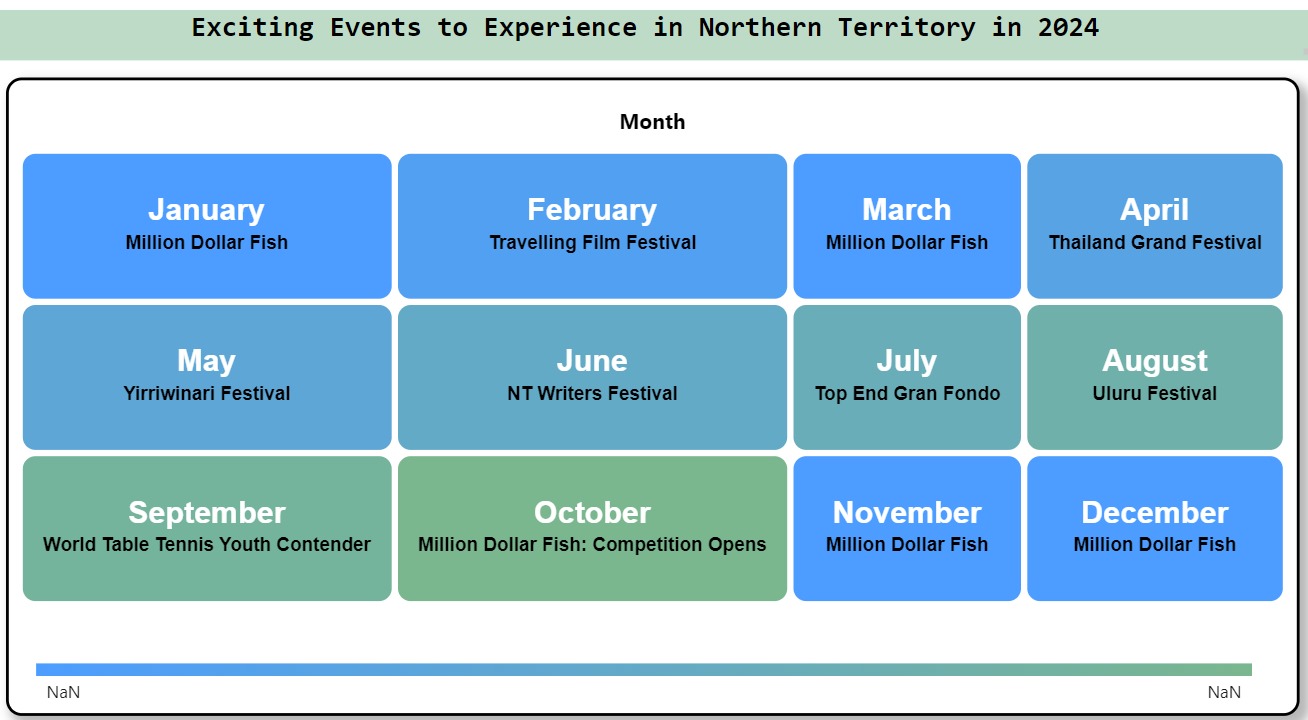 Exciting Events to Experience in Northern Territory in 2024
Month
January
Million Dollar Fish
February
Travelling Film Festival
March
Million Dollar Fish
April
Thailand Grand Festival
May
Yirriwinari Festival
June
NT Writers Festival
July
Top End Gran Fondo
August
Uluru Festival
September
World Table Tennis Youth Contender
October
Million Dollar Fish: Competition Opens
November
Million Dollar Fish
December
Million Dollar Fish
NaN
NaN